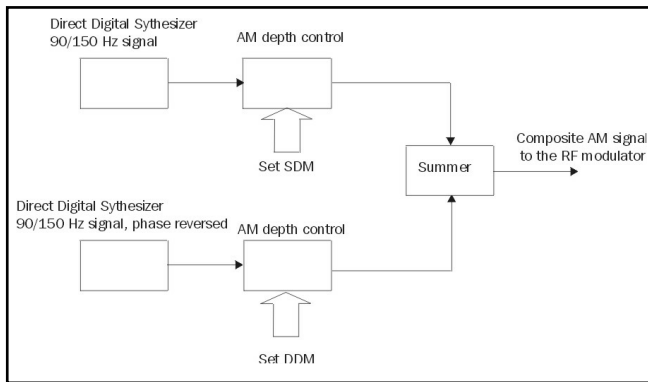 Direct Digital Sythesizer
90/150 Hz signal
AM depth control
Set SDM
Composite AM signal
to the RF modulator
Summer
Direct Digital Sythesizer
90/150 Hz signal, phase reversed
AM depth control
Set DDM